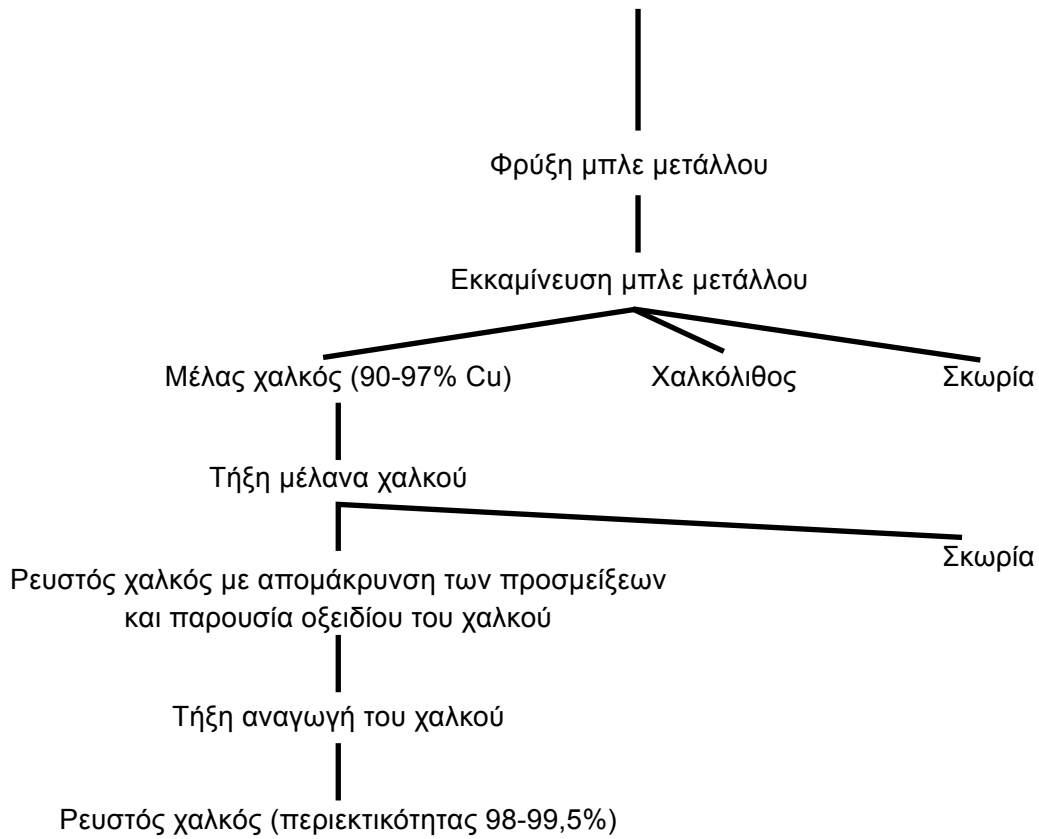 Φρύξη μπλε μετάλλου
Εκκαμίνευση μπλε μετάλλου
Μέλας χαλκός (90-97% Cu)
Χαλκόλιθος
Σκωρία
Τήξη μέλανα χαλκού
Σκωρία
Ρευστός χαλκός με απομάκρυνση των προσμείξεων
και παρουσία οξειδίου του χαλκού
Τήξη αναγωγή του χαλκού
Ρευστός χαλκός (περιεκτικότητας 98-99,5%)